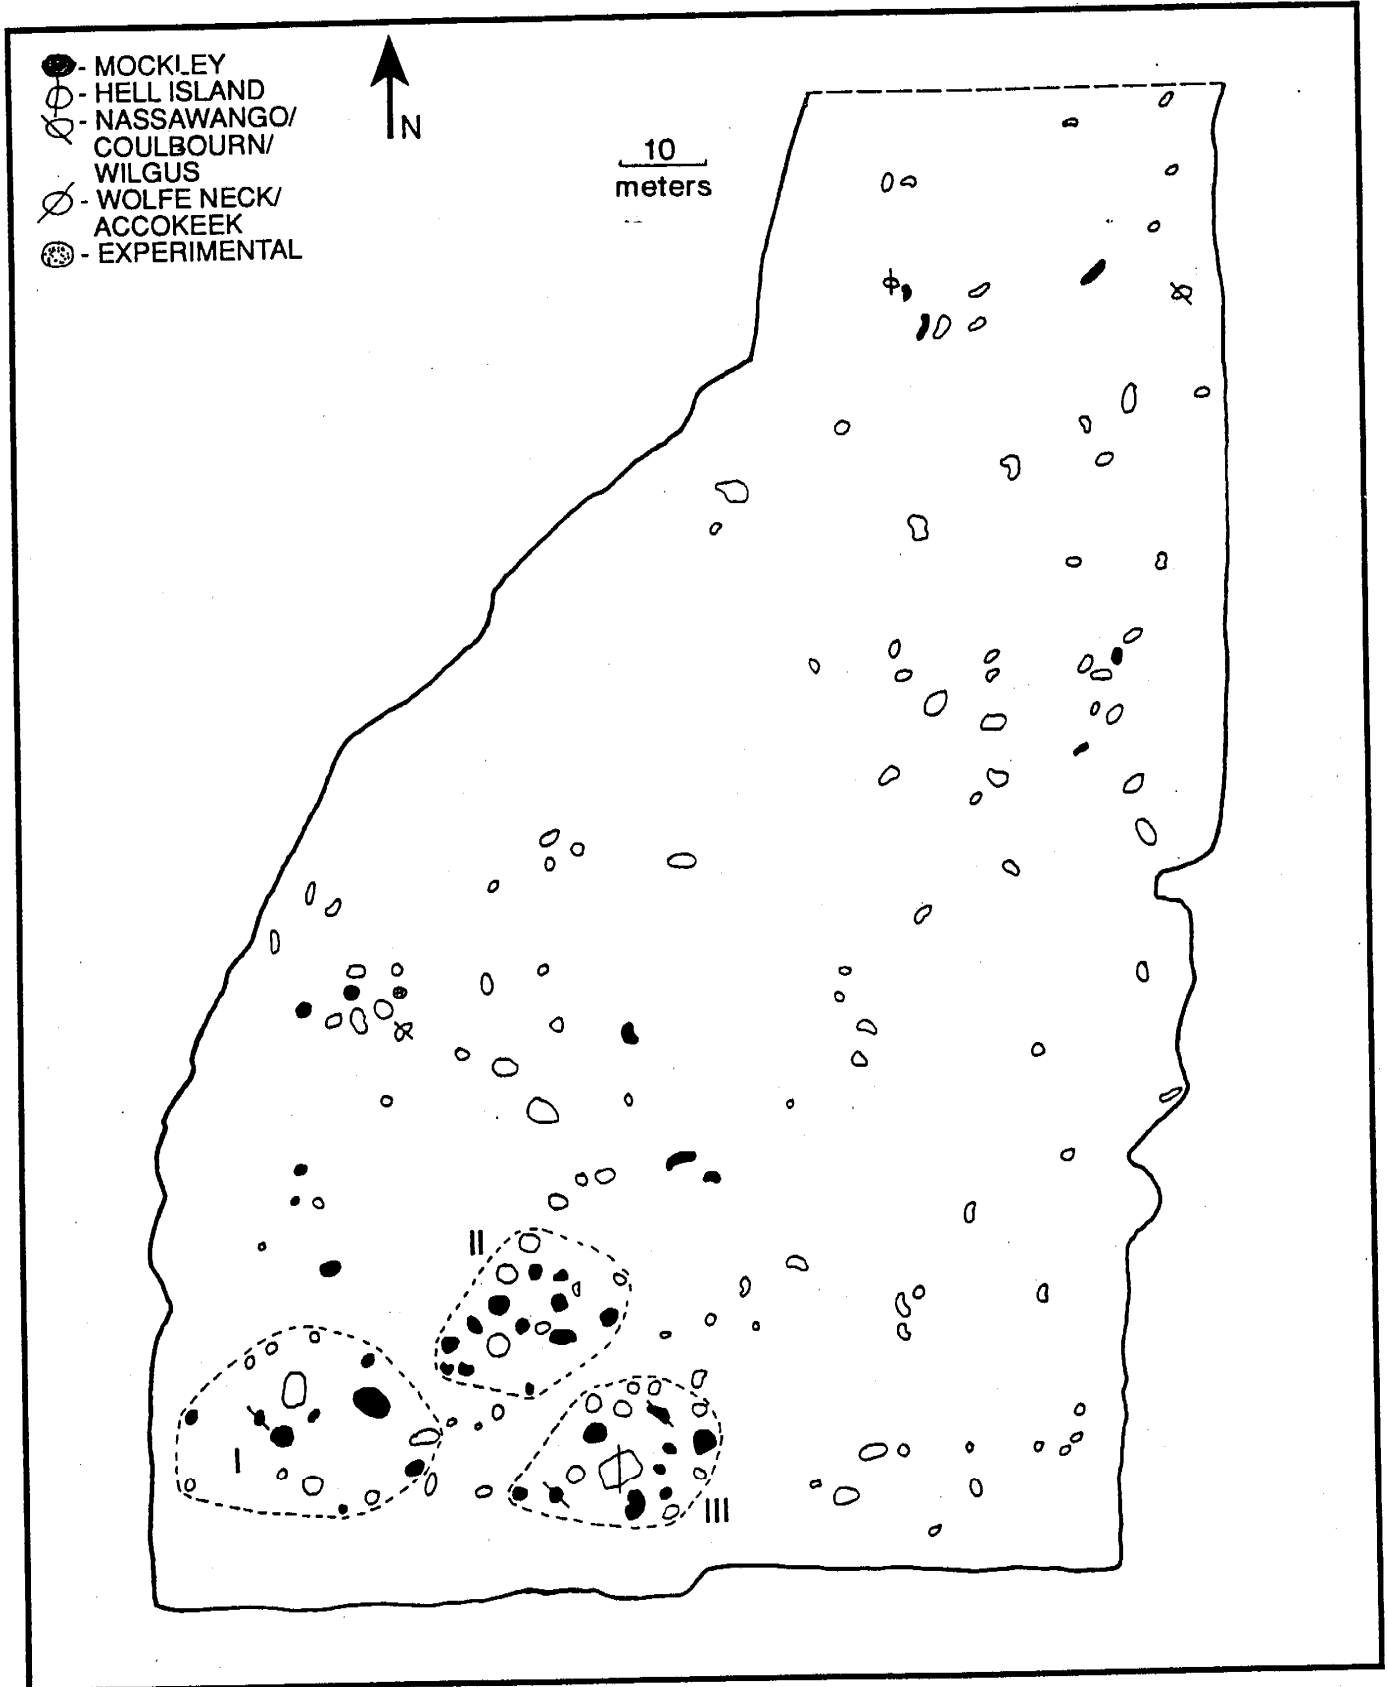 - MOCKLEY
- HELL ISLAND
- NASSAWANGO/
COULBOURN/
WILGUS
- WOLFE NECK/
ACCOKEEK
- EXPERIMENTAL
N
10
meters
II
I
III